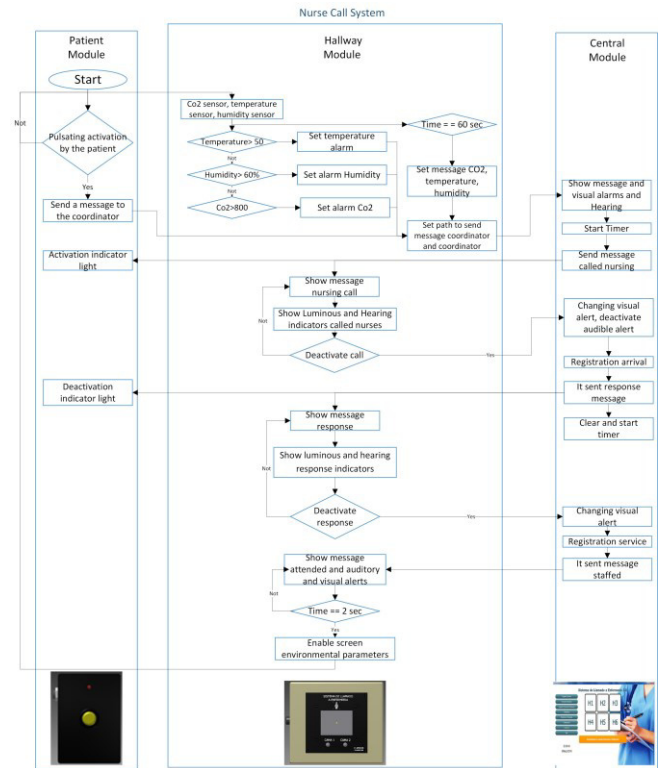 Nurse Call System
Patient
Module
Hallway
Module
Central
Module
Start
Not
Pulsating activation
by the patient
Yes
Send a message to
the coordinator
Co2 sensor, temperature
sensor, humidity sensor
Time = = 60 sec
Temperature> 50
Set temperature
alarm
Not
Humidity> 60%
Set alarm Humidity
Not
Co2>800
Set alarm Co2
Set message CO2,
temperature,
humidity
Set path to send
message coordinator
and coordinator
Show message and
visual alarms and
Hearing
Start Timer
Send message
called nursing
Activation indicator
light
Show message
nursing call
Show Luminous and Hearing
indicators called nurses
Not
Deactivate call
Yes
Changing visual
alert, deactivate
audible alert
Registration arrival
It sent response
message
Clear and start
timer
Deactivation
indicator light
Show message
response
Show luminous and hearing
response indicators
Not
Deactivate
response
Yes
Changing visual
alert
Registration service
It sent message
staffed
Show message
attended and auditory
and visual alerts
Not
Time == 2 sec
Yes
Enable screen
environmental parameters
H1 H2 H3
H4 H5 H6